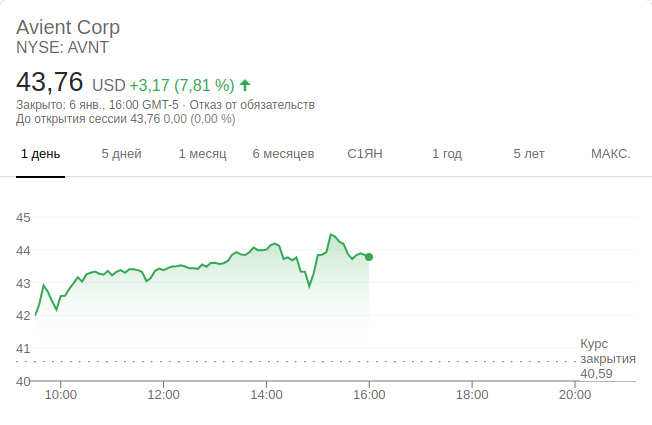 Avient Corp
NYSE: AVNT
43,76 USD +3,17 (7,81 %)
Закрыто: 6 янв., 16:00 GMT-5 · Отказ от обязательств
До открытия сессии 43,76 0,00 (0,00 %)
1 день 5 дней 1 месяц 6 месяцев С1ЯН 1 год 5 лет МАКС.
45
44
43
42
41
Курс
закрытия
40,59
40
10:00 12:00 14:00 16:00 18:00 20:00